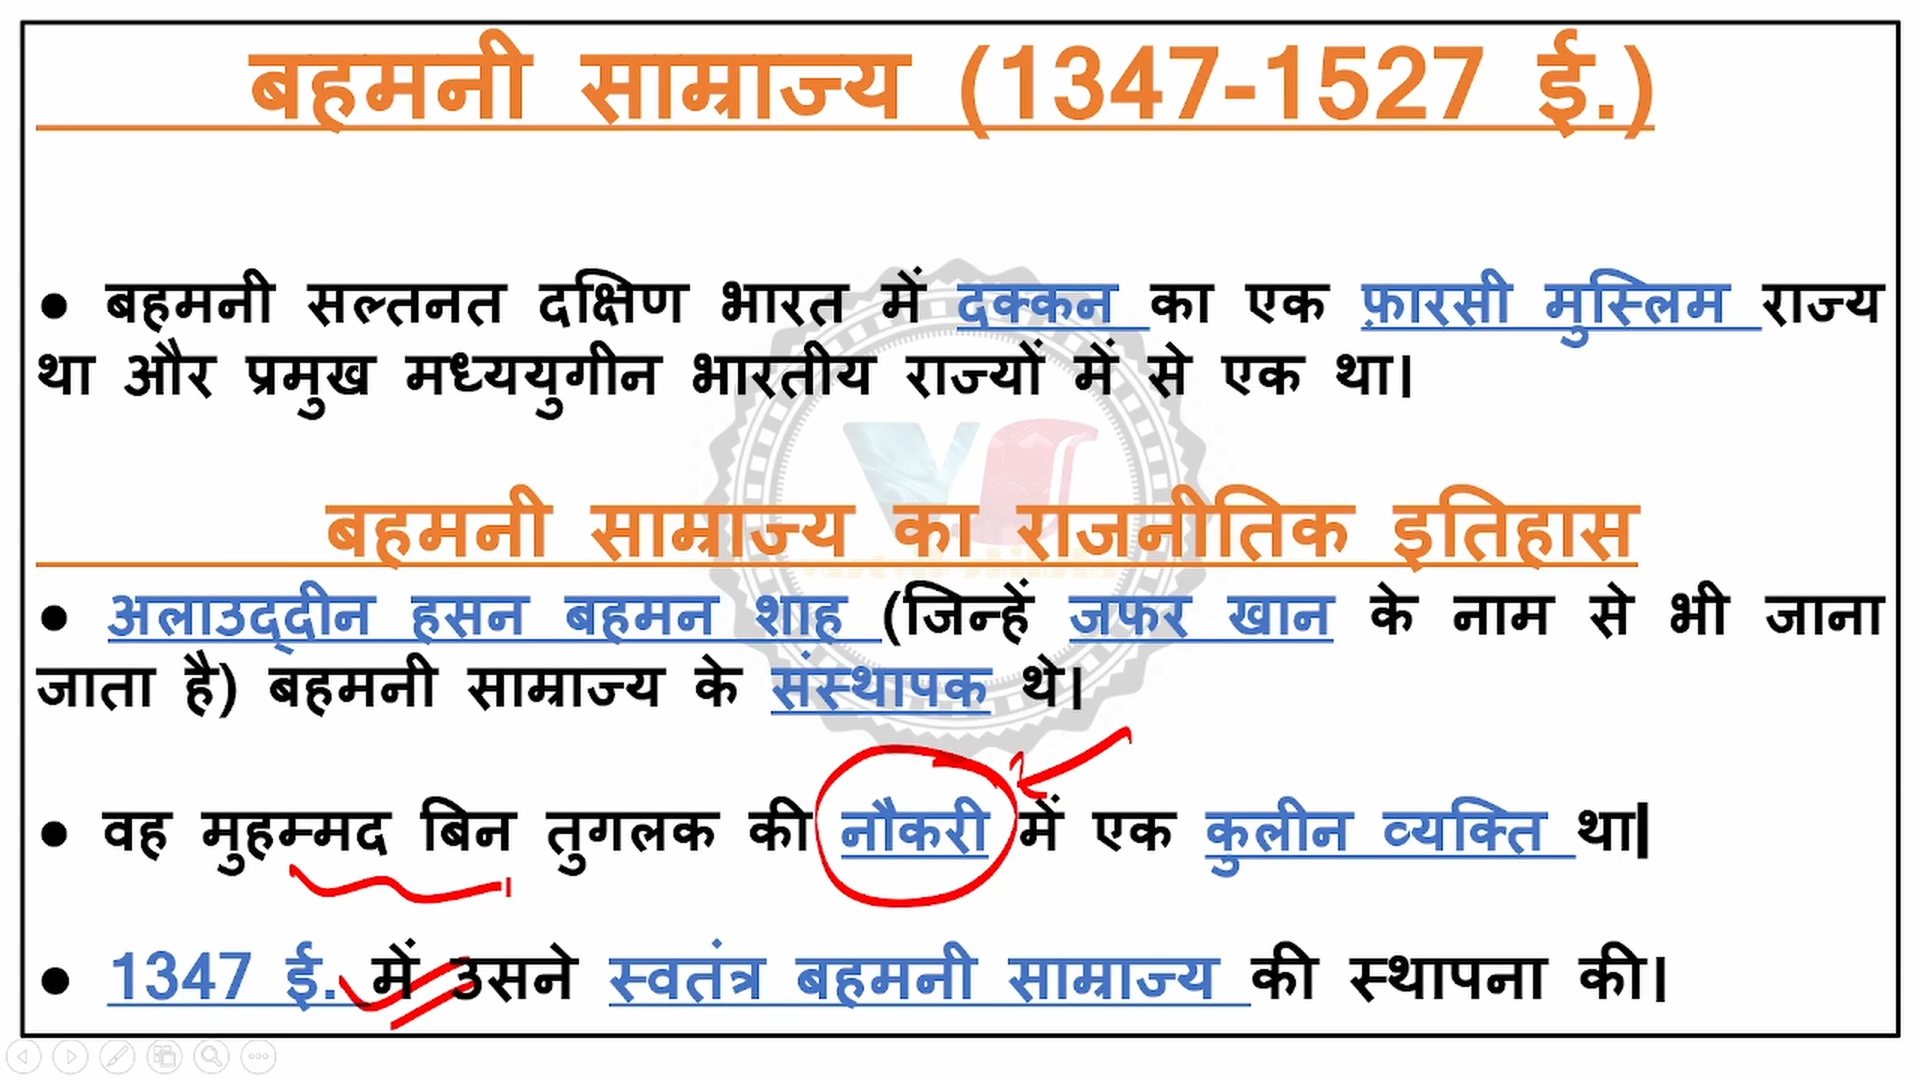 बहमनी साम्राज्य (1347-1527 ई.)
● बहमनी सल्तनत दक्षिण भारत में दक्कन का एक फ़ारसी मुस्लिम राज्य
था और प्रमुख मध्ययुगीन भारतीय राज्यों में से एक था।
बहमनी साम्राज्य का राजनीतिक इतिहास
● अलाउद्दीन हसन बहमन शाह (जिन्हें जफर खान के नाम से भी जाना
जाता है) बहमनी साम्राज्य के संस्थापक थे।
● वह मुहम्मद बिन तुगलक की नौकरी में एक कुलीन व्यक्ति था|
● 1347 ई. में उसने स्वतंत्र बहमनी साम्राज्य की स्थापना की।